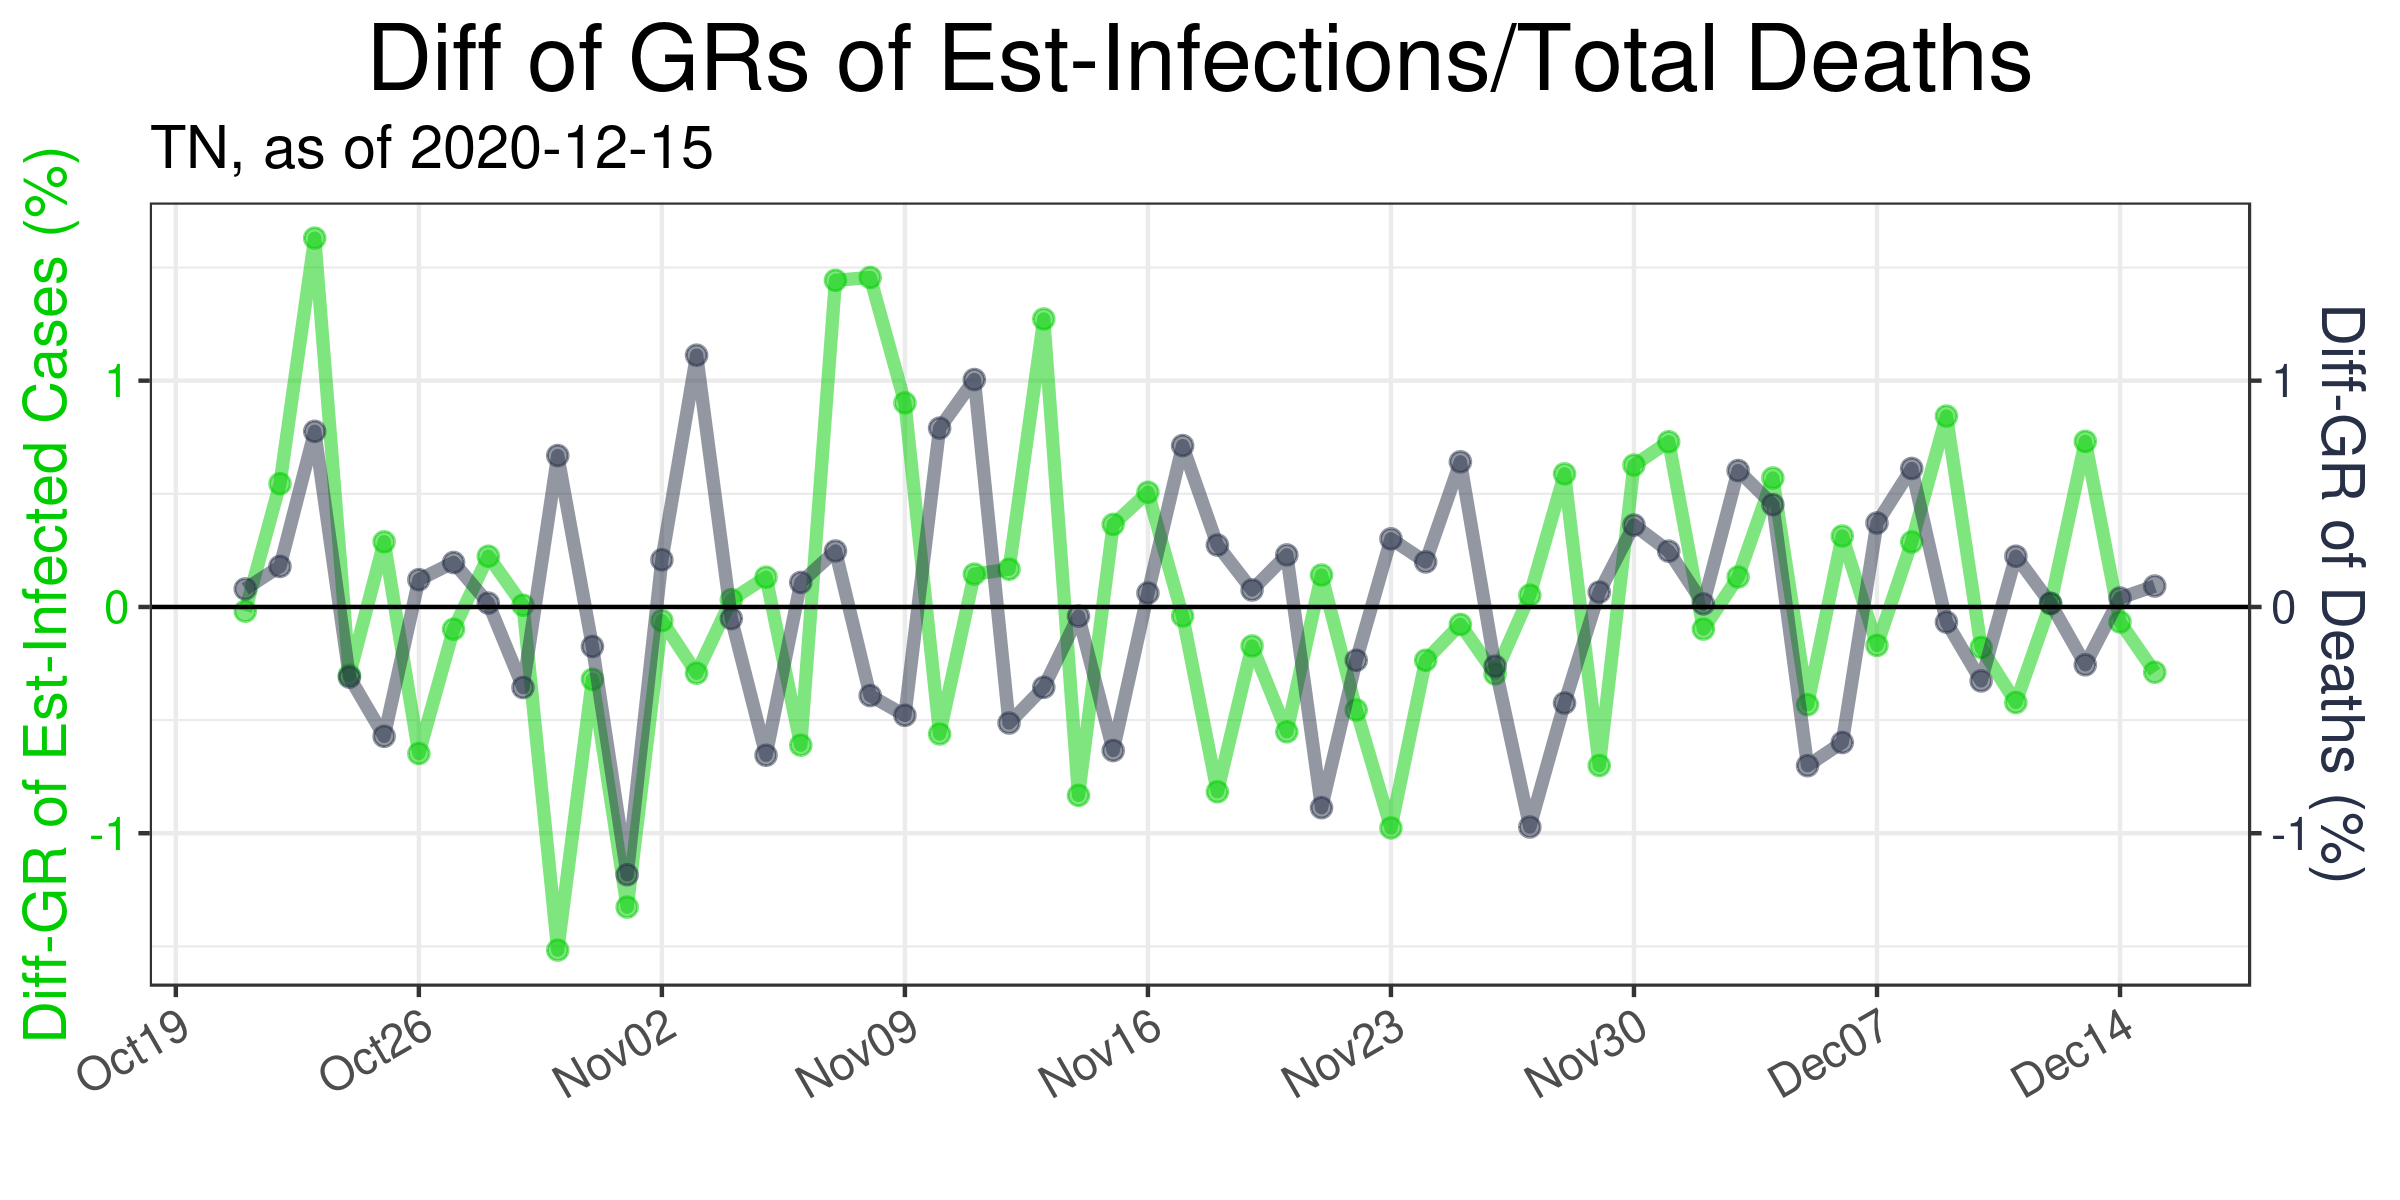 Diff of GRs of Est-Infections/Total Deaths
TN, as of 2020-12-15
Diff-GR of Est-Infected Cases (%)
1
0
-1
1
0
-1
Diff-GR of Deaths (%)
Oct19
Oct26
Nov02
Nov09
Nov16
Nov23
Nov30
Dec07
Dec14